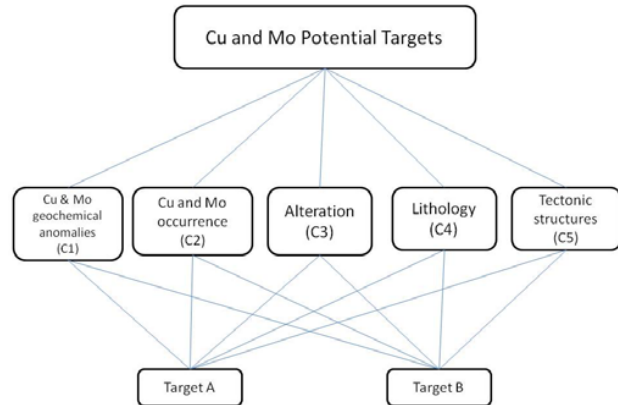 Cu and Mo Potential Targets
Cu & Mo
geochemical
anomalies
(C1)
Cu and Mo
occurrence
(C2)
Alteration
(C3)
Lithology
(C4)
Tectonic
structures
(C5)
Target A
Target B